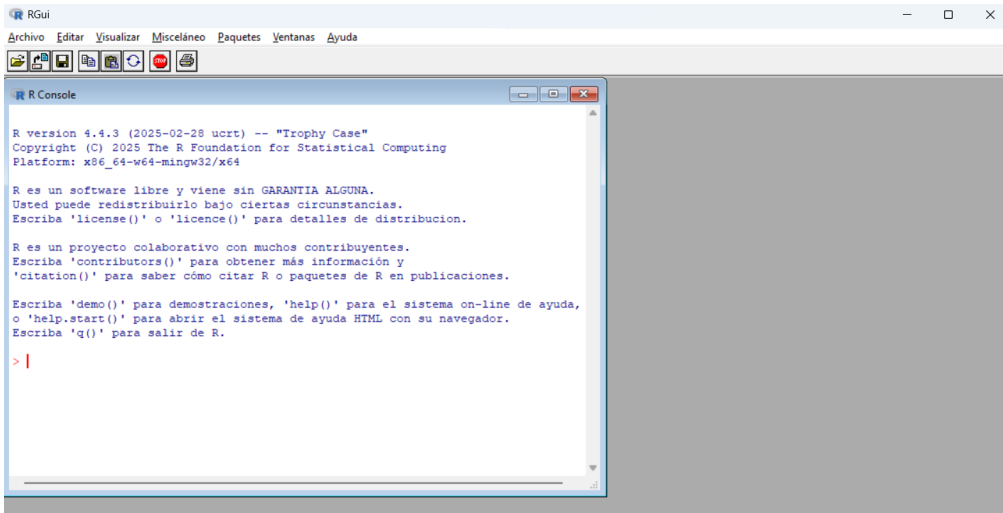 RGui
Archivo Editar Visualizar Misceláneo Paquetes Ventanas Ayuda
STOP
R Console
R version 4.4.3 (2025-02-28 ucrt) -- "Trophy Case"
Copyright (C) 2025 The R Foundation for Statistical Computing
Platform: x86_64-w64-mingw32/x64
R es un software libre y viene sin GARANTIA ALGUNA.
Usted puede redistribuirlo bajo ciertas circunstancias.
Escriba 'license()' o 'licence()' para detalles de distribucion.
R es un proyecto colaborativo con muchos contribuyentes.
Escriba 'contributors()' para obtener más información y
'citation()' para saber cómo citar R o paquetes de R en publicaciones.
Escriba 'demo()' para demostraciones, 'help()' para el sistema on-line de ayuda,
o 'help.start()' para abrir el sistema de ayuda HTML con su navegador.
Escriba 'q()' para salir de R.
>